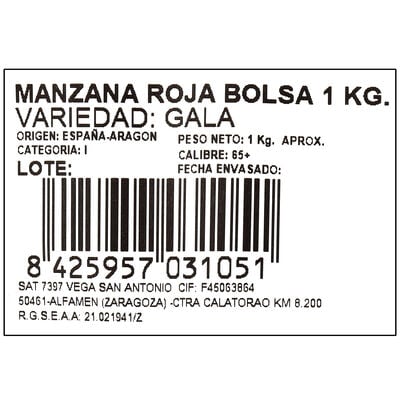 MANZANA ROJA BOLSA 1 KG.
VARIEDAD: GALA
ORIGEN: ESPAÑA-ARAGON PESO NETO: 1 Kg. APROX.
CATEGORIA: I CALIBRE: 65+
LOTE: FECHA ENVASADO:
8 425957 031051
SAT 7397 VEGA SAN ANTONIO CIF: F45063864
50461-ALFAMEN (ZARAGOZA) -CTRA CALATORAO KM 8.200
R.G.S.E.A.A: 21.021941/Z